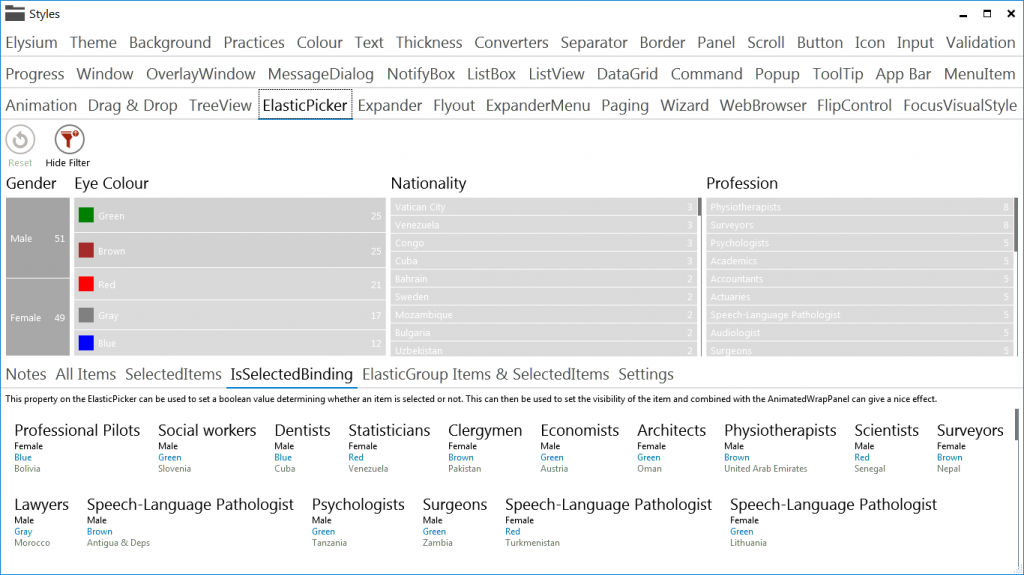 Styles
Elysium Theme Background Practices Colour Text Thickness Converters Separator Border Panel Scroll Button Icon Input Validation
Progress Window OverlayWindow MessageDialog NotifyBox ListBox ListView DataGrid Command Popup ToolTip App Bar MenuItem
Animation Drag & Drop TreeView ElasticPicker Expander Flyout ExpanderMenu Paging Wizard WebBrowser FlipControl FocusVisualStyle
Reset Hide Filter
Gender Eye Colour Nationality Profession
Male 51
Female 49
Green 25
Brown 25
Red 21
Gray 17
Blue 12
Vatican City 3
Venezuela 3
Congo 3
Cuba 3
Bahrain 2
Sweden 2
Mozambique 2
Bulgaria 2
Uzbekistan 2
Physiotherapists 8
Surveyors 8
Psychologists 5
Academics 5
Accountants 5
Actuaries 5
Speech-Language Pathologist 5
Audiologist 5
Surgeons 5
Notes All Items SelectedItems IsSelectedBinding ElasticGroup Items & SelectedItems Settings
This property on the ElasticPicker can be used to set a boolean value determining whether an item is selected or not. This can then be used to set the visibility of the item and combined with the AnimatedWrapPanel can give a nice effect.
Professional Pilots Social workers Dentists Statisticians Clergymen Economists Architects Physiotherapists Scientists Surveyors
Female Male Male Female Female Male Female Male Male Female
Blue Green Blue Red Brown Green Green Brown Red Brown
Bolivia Slovenia Cuba Venezuela Pakistan Austria Oman United Arab Emirates Senegal Nepal
Lawyers Speech-Language Pathologist Psychologists Surgeons Speech-Language Pathologist Speech-Language Pathologist
Male Male Male Male Female Female
Gray Brown Green Green Red Green
Morocco Antigua & Deps Tanzania Zambia Turkmenistan Lithuania